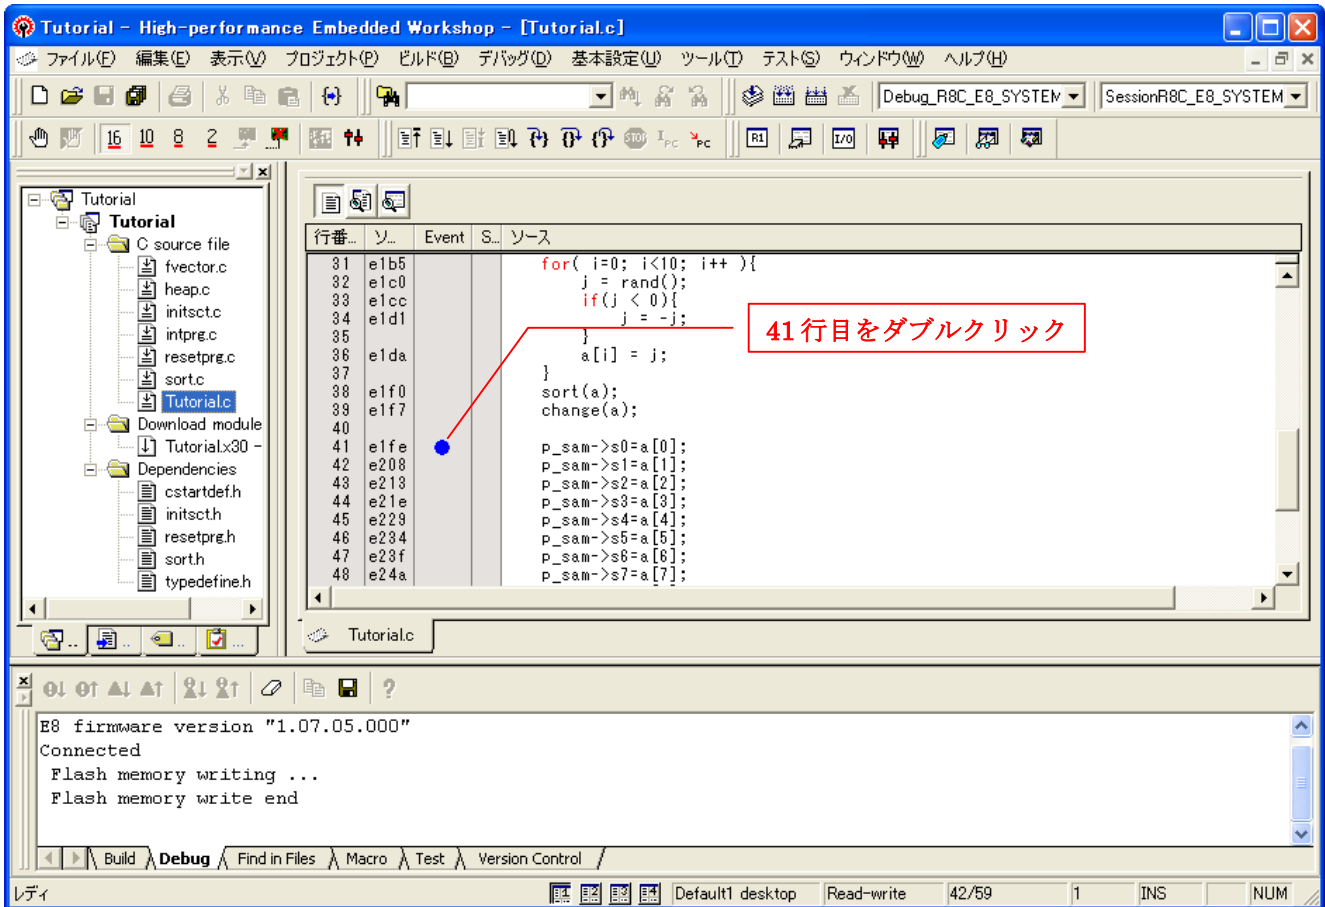 Tutorial - High-performance Embedded Workshop - [Tutorial.c]
ファイル(F) 編集(E) 表示(V) プロジェクト(P) ビルド(B) デバッグ(D) 基本設定(U) ツール(T) テスト(S) ウィンドウ(W) ヘルプ(H)
Debug_R8C_E8_SYSTEM SessionR8C_E8_SYSTEM
16 10 8 2 STOP PC PC R1 I/O
Tutorial
Tutorial
C source file
fvector.c
heap.c
initsct.c
intprg.c
resetprg.c
sort.c
Tutorial.c
Download module
Tutorial.x30 -
Dependencies
cstartdef.h
initsct.h
resetprg.h
sort.h
typedefine.h
行番... ソ... Event S... ソース
31 e1b5 for( i=0; i<10; i++ ){
32 e1c0 j = rand();
33 e1cc if(j < 0){
34 e1d1 j = -j;
35 }
36 e1da a[i] = j;
37 }
38 e1f0 sort(a);
39 e1f7 change(a);
40
41 e1fe p_sam->s0=a[0];
42 e208 p_sam->s1=a[1];
43 e213 p_sam->s2=a[2];
44 e21e p_sam->s3=a[3];
45 e229 p_sam->s4=a[4];
46 e234 p_sam->s5=a[5];
47 e23f p_sam->s6=a[6];
48 e24a p_sam->s7=a[7];
41行目をダブルクリック
Tutorial.c
E8 firmware version "1.07.05.000"
Connected
Flash memory writing ...
Flash memory write end
Build Debug Find in Files Macro Test Version Control
レディ 1 2 3 4 Default1 desktop Read-write 42/59 1 INS NUM